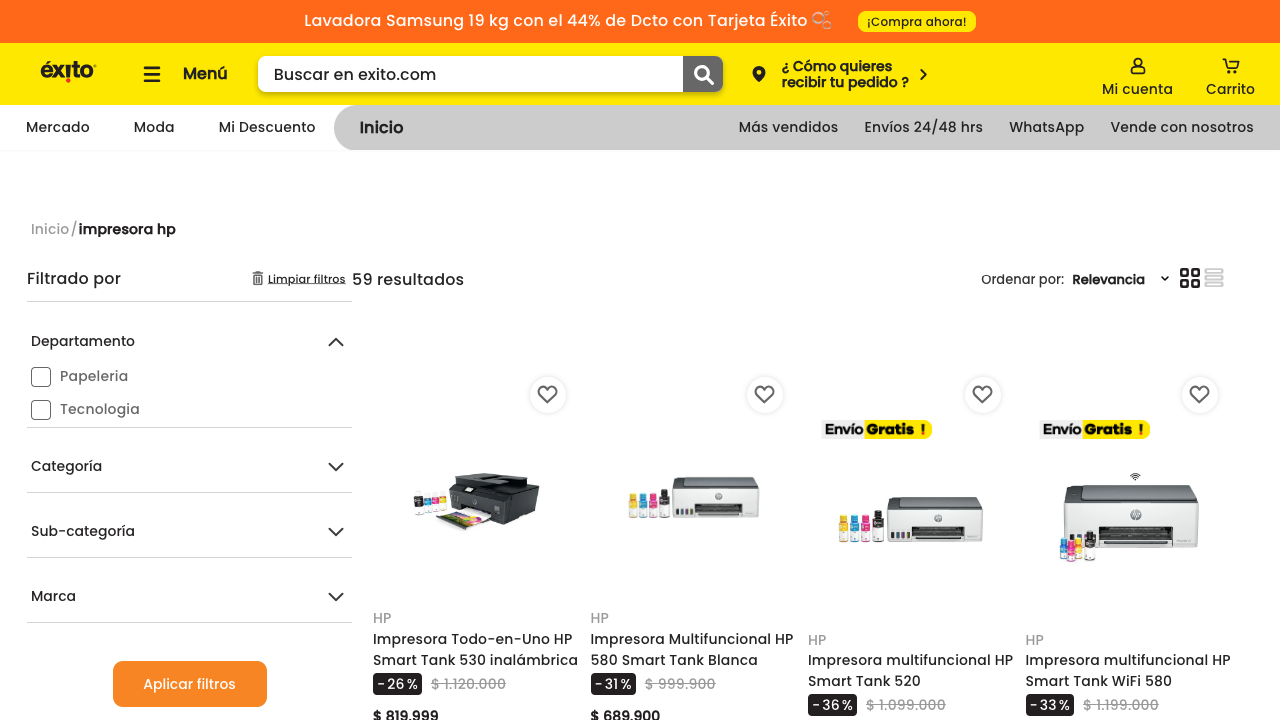 Lavadora Samsung 19 kg con el 44% de Dcto con Tarjeta Éxito
¡Compra ahora!
éxito
Menú
Buscar en exito.com
¿ Cómo quieres
recibir tu pedido ?
Mi cuenta
Carrito
Mercado
Moda
Mi Descuento
Inicio
Más vendidos
Envíos 24/48 hrs
WhatsApp
Vende con nosotros
Inicio / impresora hp
Filtrado por
Limpiar filtros
59 resultados
Ordenar por: Relevancia
Departamento
Papeleria
Tecnologia
Categoría
Sub-categoría
Marca
Aplicar filtros
HP
Impresora Todo-en-Uno HP
Smart Tank 530 inalámbrica
-26 % $ 1.120.000
$ 819.999
HP
Impresora Multifuncional HP
580 Smart Tank Blanca
-31 % $ 999.900
$ 689.900
Envío Gratis !
HP
Impresora multifuncional HP
Smart Tank 520
-36 % $ 1.099.000
Envío Gratis !
HP
Impresora multifuncional HP
Smart Tank WiFi 580
-33 % $ 1.199.000